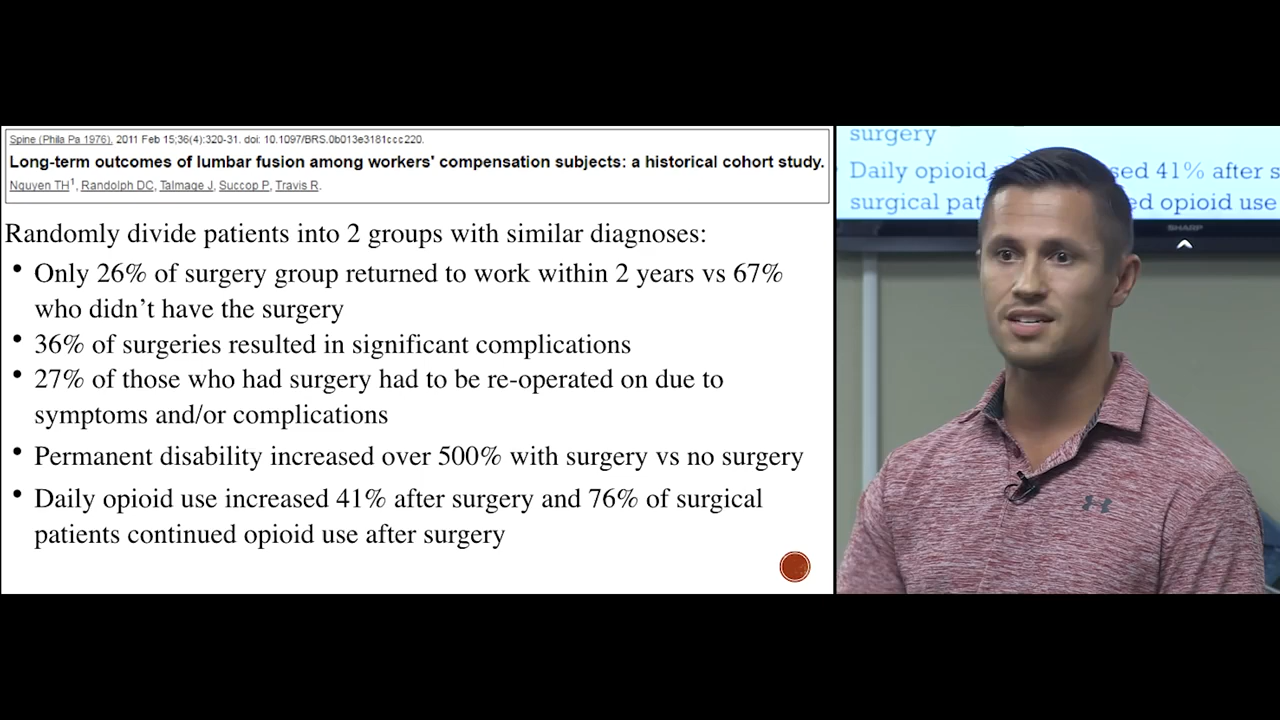 Spine (Phila Pa 1976). 2011 Feb 15;36(4):320-31. doi: 10.1097/BRS.0b013e3181ccc220.
Long-term outcomes of lumbar fusion among workers' compensation subjects: a historical cohort study.
Nguyen TH1, Randolph DC, Talmage J, Succop P, Travis R.
Randomly divide patients into 2 groups with similar diagnoses:
• Only 26% of surgery group returned to work within 2 years vs 67%
who didn't have the surgery
• 36% of surgeries resulted in significant complications
• 27% of those who had surgery had to be re-operated on due to
symptoms and/or complications
• Permanent disability increased over 500% with surgery vs no surgery
• Daily opioid use increased 41% after surgery and 76% of surgical
patients continued opioid use after surgery
surgery
Daily opioid sed 41% after s
surgical pat ed opioid use
SHARP